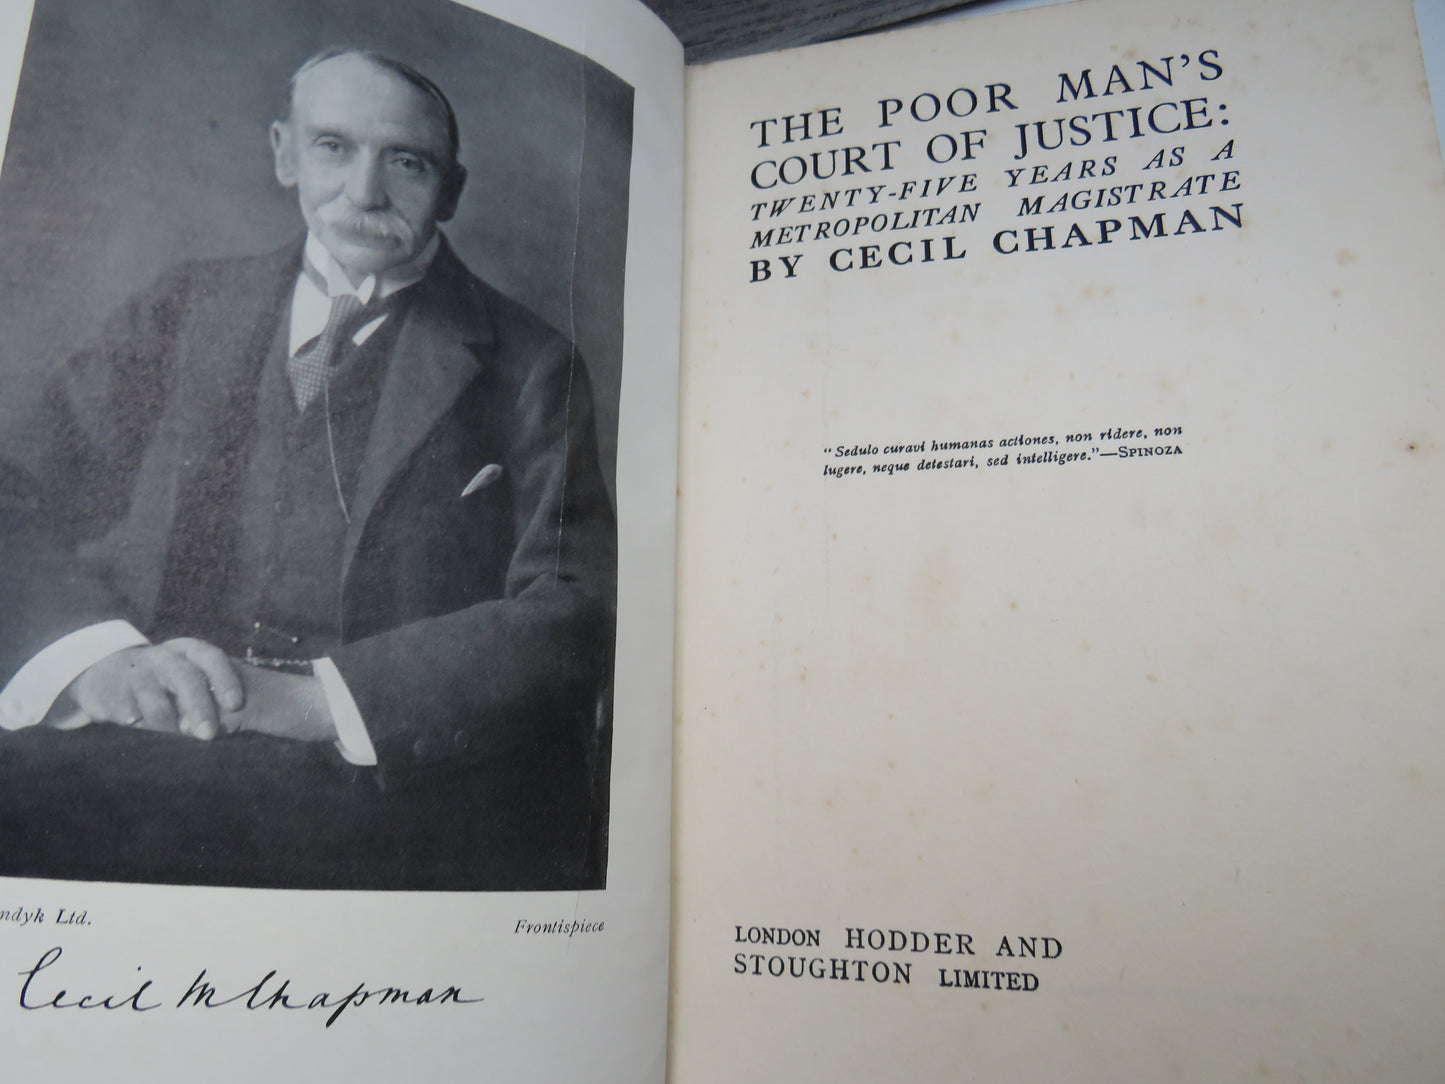 ndyk Ltd.
Frontispiece
Cecil M Chapman
THE POOR MAN'S
COURT OF JUSTICE:
TWENTY-FIVE YEARS AS A
METROPOLITAN MAGISTRATE
BY CECIL CHAPMAN
"Sedulo curavi humanas actiones, non ridere, non
lugere, neque detestari, sed intelligere."—SPINOZA
LONDON HODDER AND
STOUGHTON LIMITED